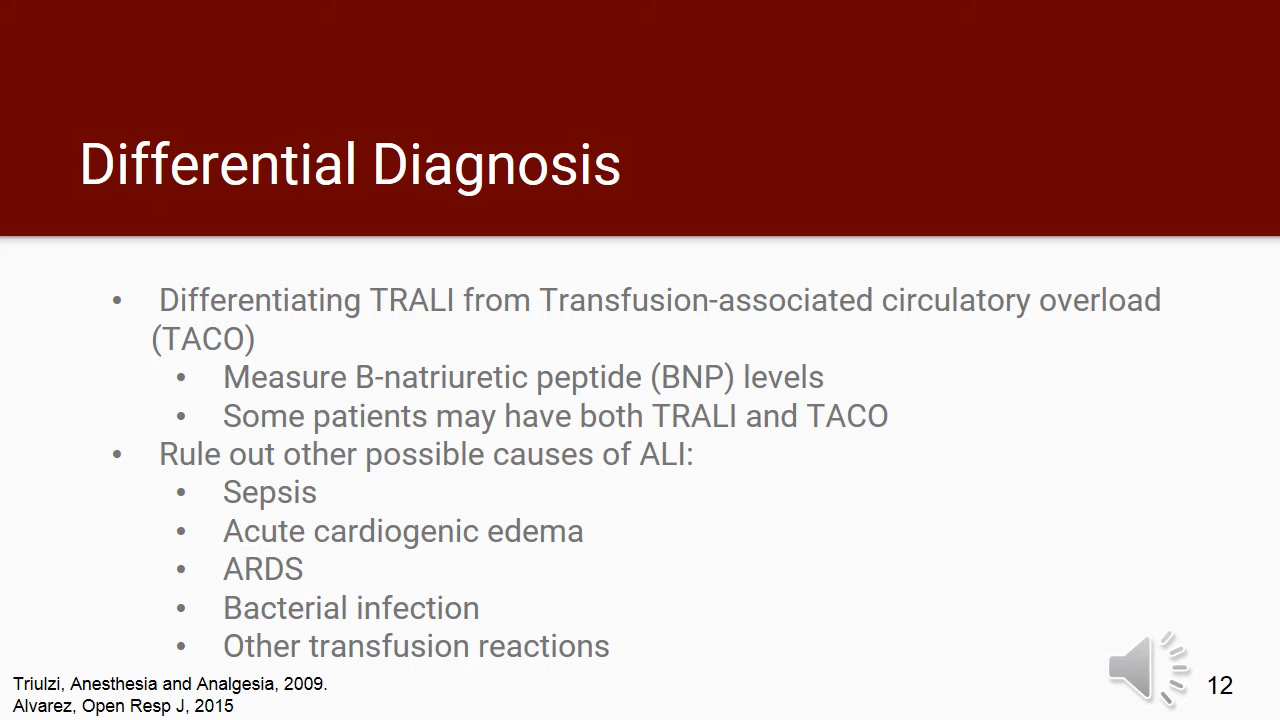 Differential Diagnosis
• Differentiating TRALI from Transfusion-associated circulatory overload
(TACO)
• Measure B-natriuretic peptide (BNP) levels
• Some patients may have both TRALI and TACO
• Rule out other possible causes of ALI:
• Sepsis
• Acute cardiogenic edema
• ARDS
• Bacterial infection
• Other transfusion reactions
Triulzi, Anesthesia and Analgesia, 2009.
Alvarez, Open Resp J, 2015
12